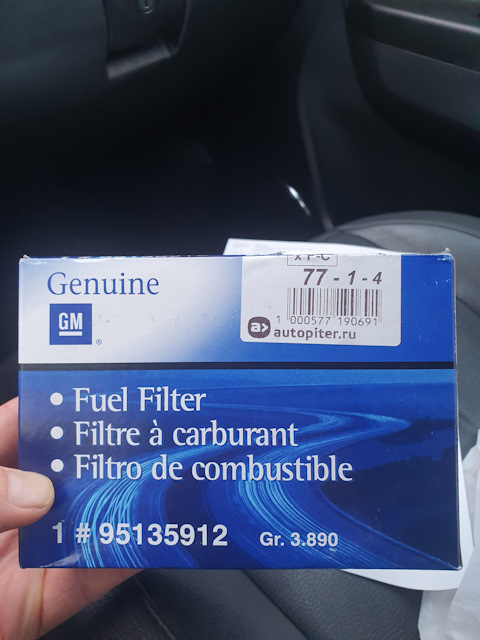 Genuine
GM
®
x F-C
77 - 1 - 4
1 000577 190691
a> autopiter.ru
• Fuel Filter
• Filtre à carburant
• Filtro de combustible
1 # 95135912 Gr. 3.890